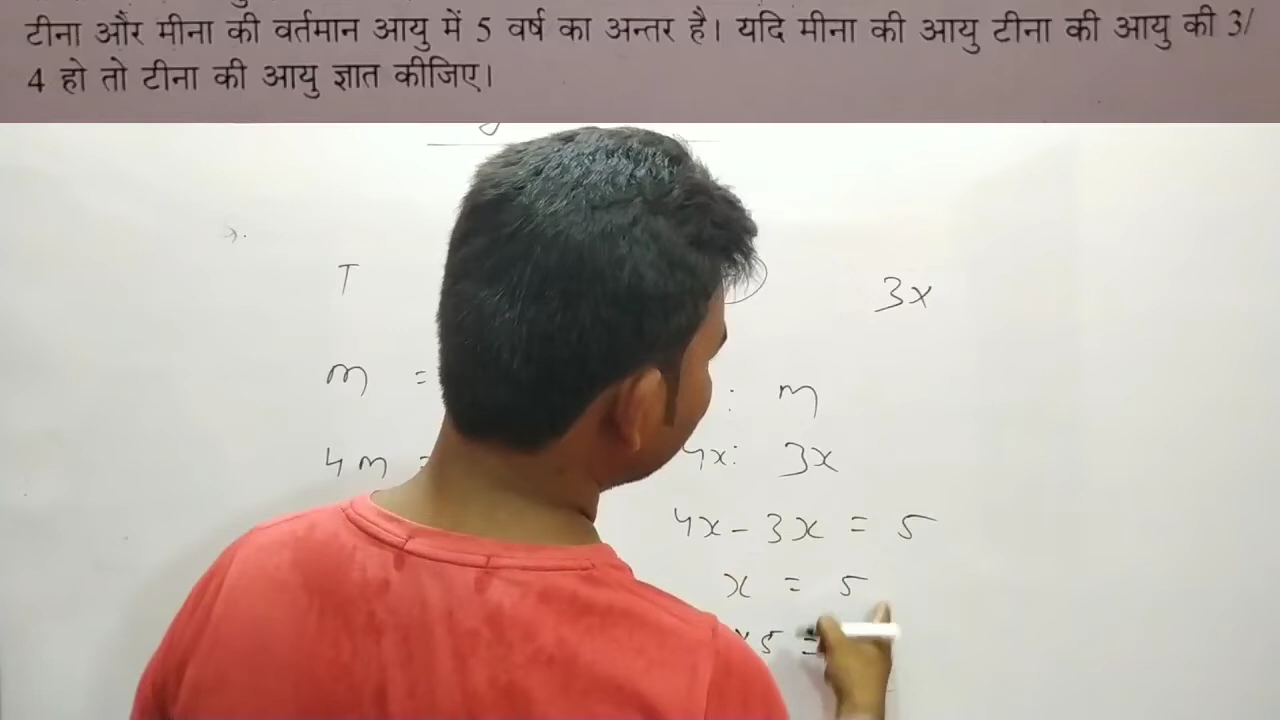 टीना और मीना की वर्तमान आयु में 5 वर्ष का अन्तर है। यदि मीना की आयु टीना की आयु की 3/
4 हो तो टीना की आयु ज्ञात कीजिए।
T
3x
m =
: m
4m =
4x: 3x
4x - 3x = 5
x = 5
x5 =